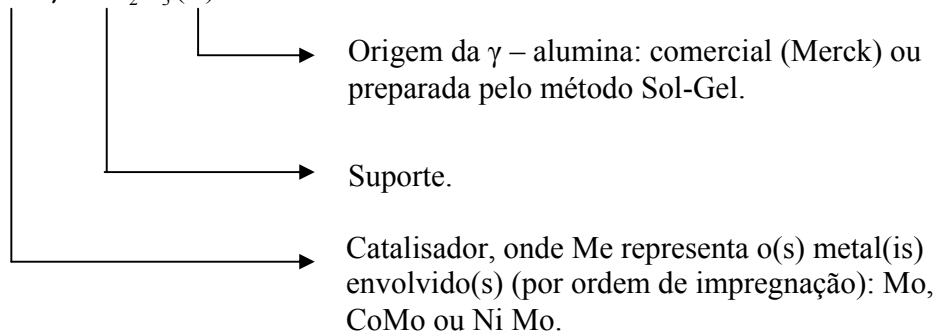 Origem da γ – alumina: comercial (Merck) ou
preparada pelo método Sol-Gel.
Suporte.
Catalisador, onde Me representa o(s) metal(is)
envolvido(s) (por ordem de impregnação): Mo,
CoMo ou Ni Mo.